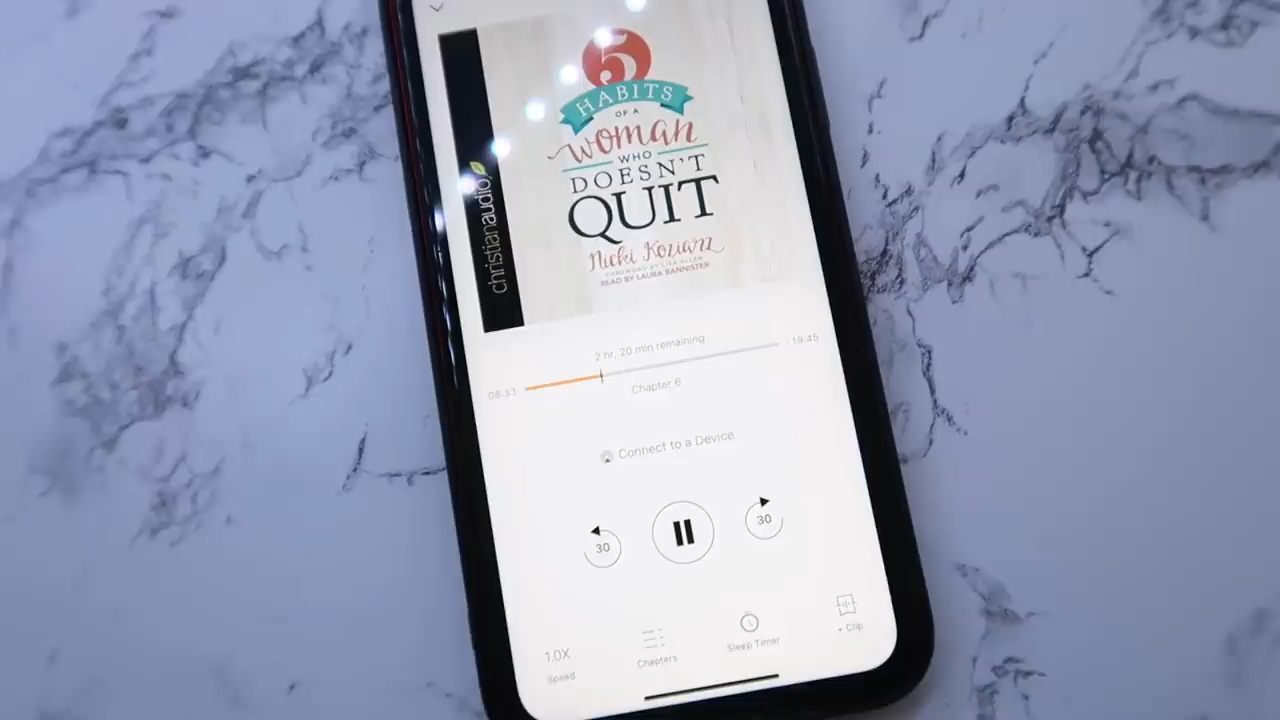 5
HABITS
OF A
woman
WHO
DOESN'T
QUIT
Nicki Koziarz
FOREWORD BY LISA ALLEN
READ BY LAURA BANNISTER
christianaudio
2 hr, 20 min remaining
08:33
19:45
Chapter 6
Connect to a Device
30
30
1.0X
Speed
Chapters
Sleep Timer
+ Clip